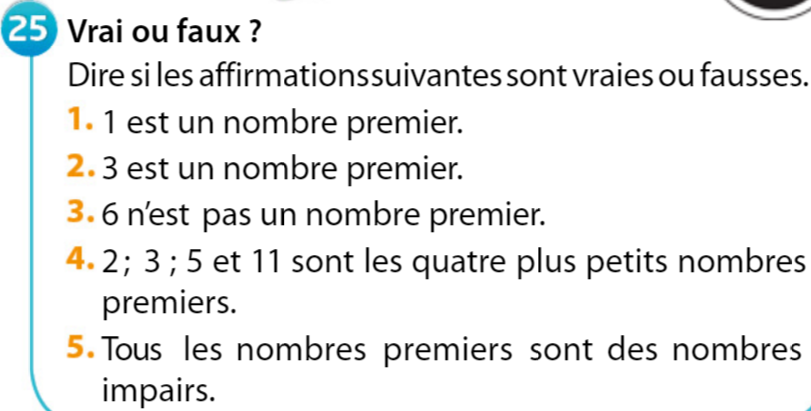 25 Vrai ou faux ?
Dire si les affirmations suivantes sont vraies ou fausses.
1. 1 est un nombre premier.
2. 3 est un nombre premier.
3. 6 n'est pas un nombre premier.
4. 2; 3 ; 5 et 11 sont les quatre plus petits nombres
premiers.
5. Tous les nombres premiers sont des nombres
impairs.